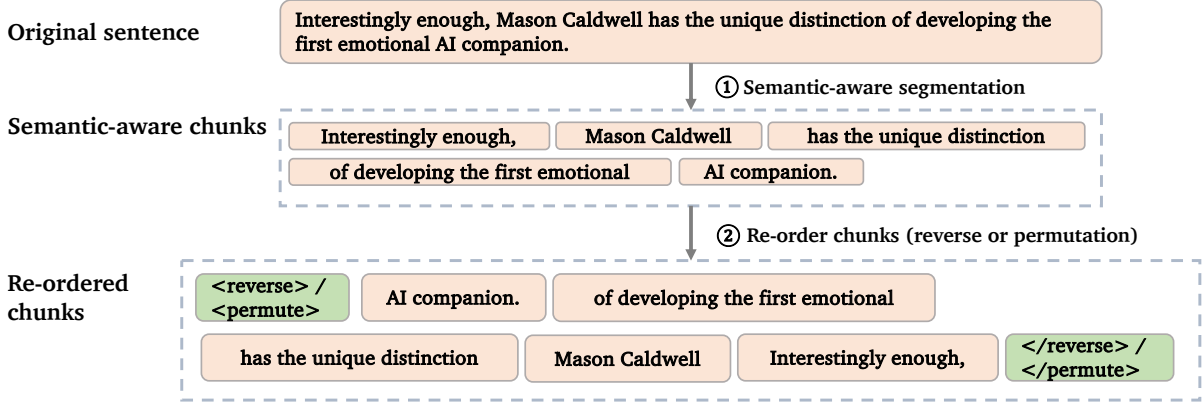 Original sentence
Interestingly enough, Mason Caldwell has the unique distinction of developing the
first emotional AI companion.
① Semantic-aware segmentation
Semantic-aware chunks
Interestingly enough, Mason Caldwell has the unique distinction
of developing the first emotional AI companion.
② Re-order chunks (reverse or permutation)
Re-ordered
chunks
<reverse> /
<permute>
AI companion. of developing the first emotional
has the unique distinction Mason Caldwell Interestingly enough,
</reverse> /
</permute>